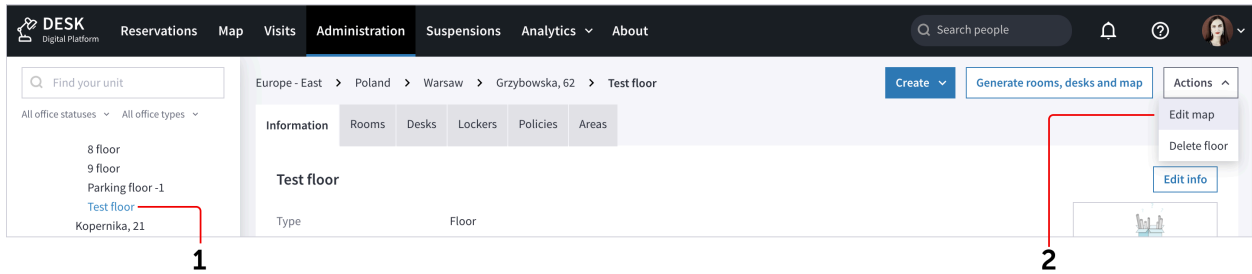 DESK
Digital Platform
Reservations Map Visits Administration Suspensions Analytics About
Search people
Find your unit
Europe - East > Poland > Warsaw > Grzybowska, 62 > Test floor
Create
Generate rooms, desks and map
Actions
All office statuses All office types
Information Rooms Desks Lockers Policies Areas
Edit map
Delete floor
8 floor
9 floor
Parking floor -1
Test floor
Kopernika, 21
Test floor
Edit info
Type Floor
1
2